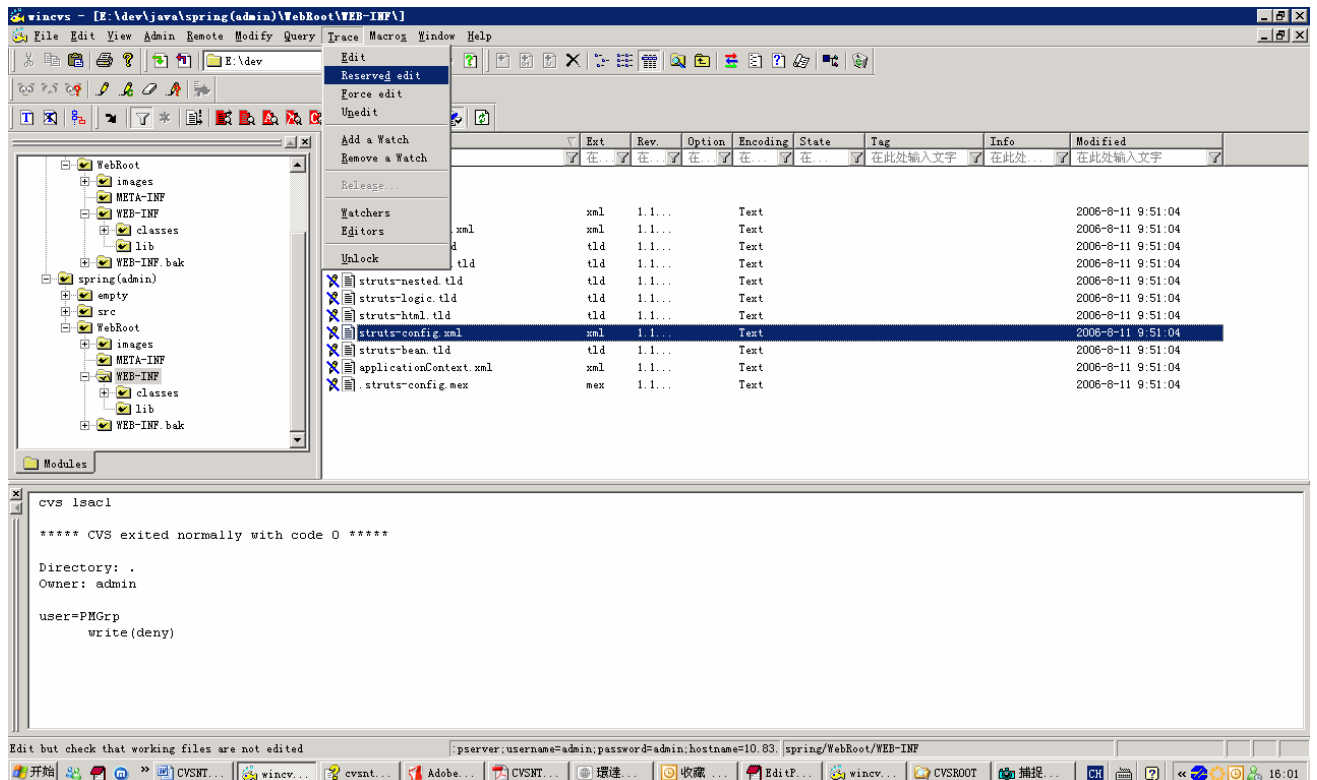 wincvs - [E:\dev\java\spring(admin)\WebRoot\WEB-INF\]
File Edit View Admin Remote Modify Query Trace Macros Window Help
E:\dev
Edit
Reserved edit
Force edit
Unedit
Add a Watch
Remove a Watch
Release...
Watchers
Editors
Unlock
WebRoot
images
META-INF
WEB-INF
classes
lib
WEB-INF.bak
spring(admin)
empty
src
WebRoot
images
META-INF
WEB-INF
classes
lib
WEB-INF.bak
Modules
Ext Rev. Option Encoding State Tag Info Modified
在... 在... 在... 在... 在... 在此处输入文字 在此处... 在此处输入文字
xml 1.1... Text 2006-8-11 9:51:04
.xml xml 1.1... Text 2006-8-11 9:51:04
d tld 1.1... Text 2006-8-11 9:51:04
.tld tld 1.1... Text 2006-8-11 9:51:04
struts-nested.tld tld 1.1... Text 2006-8-11 9:51:04
struts-logic.tld tld 1.1... Text 2006-8-11 9:51:04
struts-html.tld tld 1.1... Text 2006-8-11 9:51:04
struts-config.xml xml 1.1... Text 2006-8-11 9:51:04
struts-bean.tld tld 1.1... Text 2006-8-11 9:51:04
applicationContext.xml xml 1.1... Text 2006-8-11 9:51:04
.struts-config.mex mex 1.1... Text 2006-8-11 9:51:04
cvs lsacl
***** CVS exited normally with code 0 *****
Directory: .
Owner: admin
user=PMGrp
write(deny)
Edit but check that working files are not edited :pserver;username=admin;password=admin;hostname=10.83. spring/WebRoot/WEB-INF
开始 » CVSNT... wincv... cvsnt... Adobe... CVSNT... 環達... 收藏 ... EditP... wincv... CVSROOT 捕捉... CH « 16:01